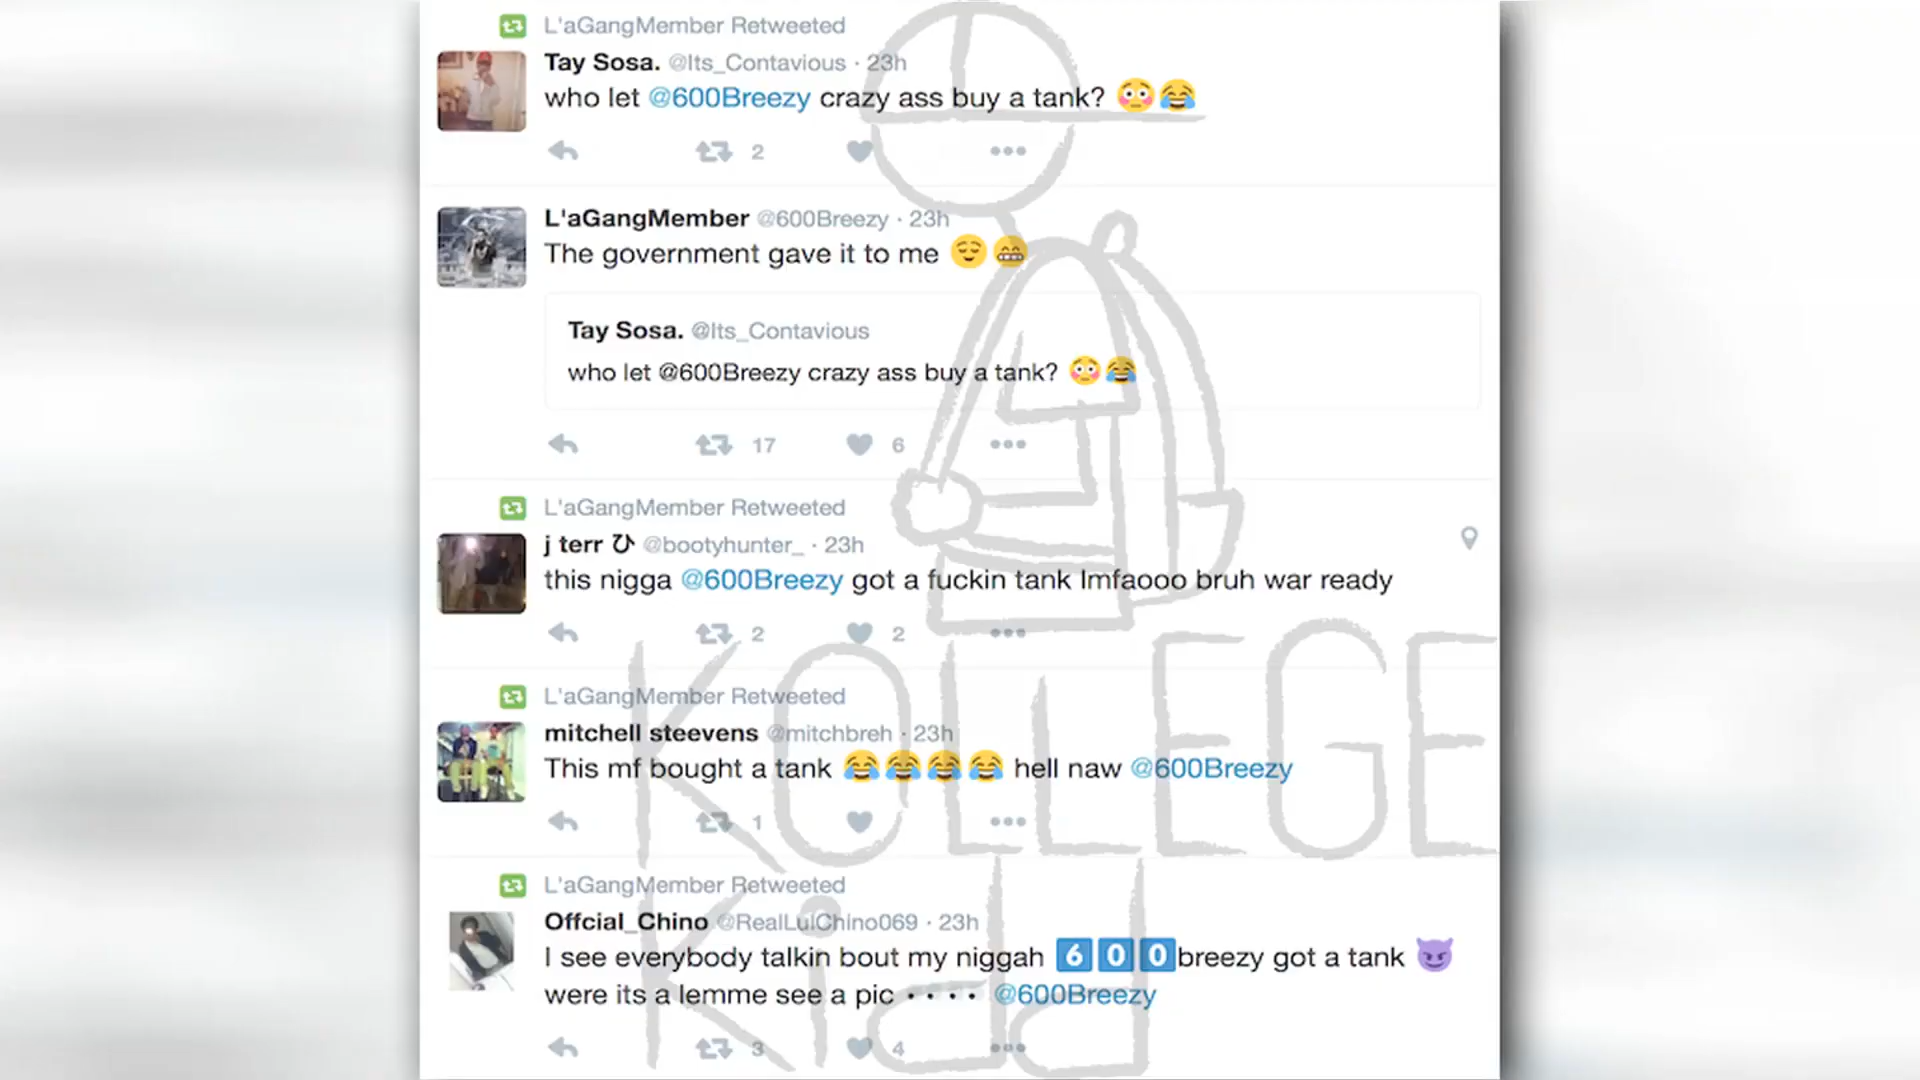 L'aGangMember Retweeted
Tay Sosa. @Its_Contavious · 23h
who let @600Breezy crazy ass buy a tank? 😳😂
2
L'aGangMember @600Breezy · 23h
The government gave it to me 😌😁
Tay Sosa. @Its_Contavious
who let @600Breezy crazy ass buy a tank? 😳😂
17 6
L'aGangMember Retweeted
j terr ひ @bootyhunter_ · 23h
this nigga @600Breezy got a fuckin tank lmfaooo bruh war ready
2 2
L'aGangMember Retweeted
mitchell steevens @mitchbreh · 23h
This mf bought a tank 😂😂😂😂 hell naw @600Breezy
1
L'aGangMember Retweeted
Offcial_Chino @RealLulChino069 · 23h
I see everybody talkin bout my niggah 6️⃣0️⃣0️⃣breezy got a tank 😈
were its a lemme see a pic • • • • @600Breezy
3 4
KOLLEGE
Kidd